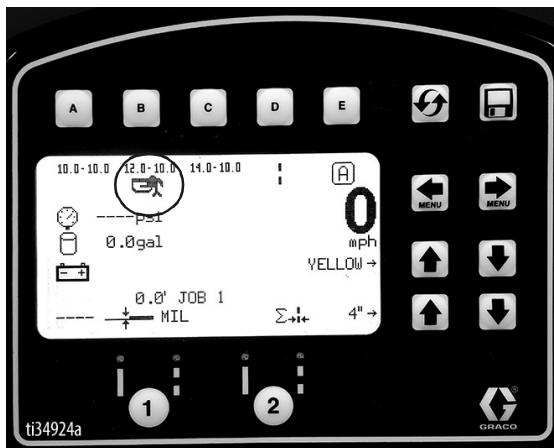 A B C D E
10.0-10.0 12.0-10.0 14.0-10.0
A
0
----psi
0.0gal
mph
MENU MENU
YELLOW →
0.0' JOB 1
---- MIL
Σ 4" →
1 2
GRACO
ti34924a